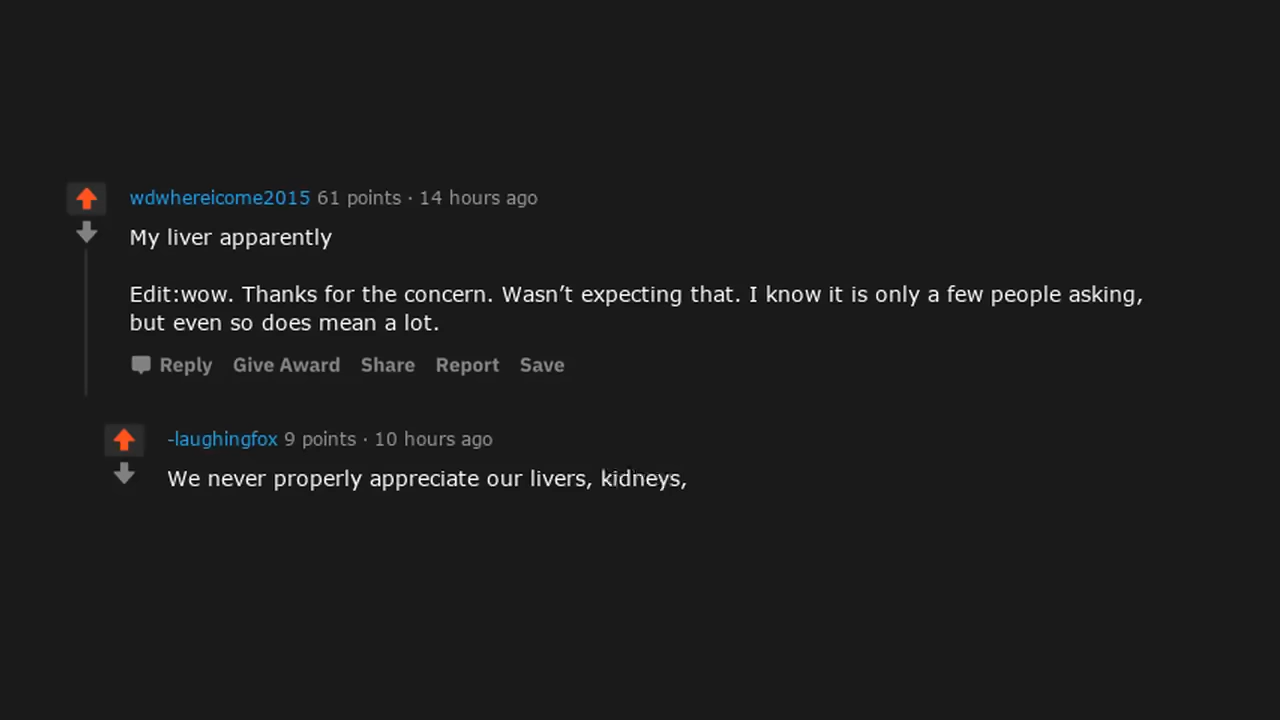 wdwhereicome2015 61 points · 14 hours ago
My liver apparently
Edit:wow. Thanks for the concern. Wasn’t expecting that. I know it is only a few people asking,
but even so does mean a lot.
Reply Give Award Share Report Save
-laughingfox 9 points · 10 hours ago
We never properly appreciate our livers, kidneys,